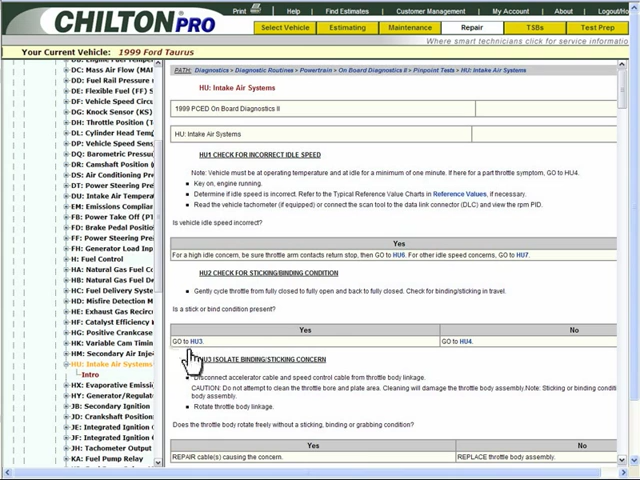 CHILTON PRO
Print Help Find Estimates Customer Management My Account About Logout/Ho
Select Vehicle Estimating Maintenance Repair TSBs Test Prep
Where smart technicians click for service informatio
Your Current Vehicle: 1999 Ford Taurus
DC: Mass Air Flow (MAI
DD: Fuel Rail Pressure
DE: Flexible Fuel (FF) S
DF: Vehicle Speed Circu
DG: Knock Sensor (KS)
DH: Throttle Position (T
DL: Cylinder Head Temp
DP: Vehicle Speed Sens
DQ: Barometric Pressu
DR: Camshaft Position (
DS: Air Conditioning Pre
DT: Power Steering Pre
DU: Intake Air Tempera
EM: Emissions Complian
FB: Power Take Off (PT
FD: Brake Pedal Positio
FF: Power Steering Prei
FH: Generator Load Inp
H: Fuel Control
HA: Natural Gas Fuel Co
HB: Natural Gas Fuel D
HC: Fuel Delivery Syste
HD: Misfire Detection M
HE: Exhaust Gas Recirc
HF: Catalyst Efficiency I
HG: Positive Crankcase
HK: Variable Cam Timin
HM: Secondary Air Injec
HU: Intake Air Systems
Intro
HX: Evaporative Emissi
HY: Generator/Regulat
JB: Secondary Ignition
JD: Crankshaft Position
JE: Integrated Ignition
JF: Integrated Ignition
JH: Tachometer Output
KA: Fuel Pump Relay
PATH: Diagnostics › Diagnostic Routines › Powertrain › On Board Diagnostics II › Pinpoint Tests › HU: Intake Air Systems
HU: Intake Air Systems
1999 PCED On Board Diagnostics II
HU: Intake Air Systems
HU1 CHECK FOR INCORRECT IDLE SPEED
Note: Vehicle must be at operating temperature and at idle for a minimum of one minute. If here for a part throttle symptom, GO to HU4.
Key on, engine running.
Determine if idle speed is incorrect. Refer to the Typical Reference Value Charts in Reference Values, if necessary.
Read the vehicle tachometer (if equipped) or connect the scan tool to the data link connector (DLC) and view the rpm PID.
Is vehicle idle speed incorrect?
Yes
For a high idle concern, be sure throttle arm contacts return stop, then GO to HU6. For other idle speed concerns, GO to HU7.
HU2 CHECK FOR STICKING/BINDING CONDITION
Gently cycle throttle from fully closed to fully open and back to fully closed. Check for binding/sticking in travel.
Is a stick or bind condition present?
Yes No
GO to HU3. GO to HU4.
HU3 ISOLATE BINDING/STICKING CONCERN
Disconnect accelerator cable and speed control cable from throttle body linkage.
CAUTION: Do not attempt to clean the throttle bore and plate area. Cleaning will damage the throttle body assembly.Note: Sticking or binding conditio
body assembly.
Rotate throttle body linkage.
Does the throttle body rotate freely without a sticking, binding or grabbing condition?
Yes No
REPAIR cable(s) causing the concern. REPLACE throttle body assembly.